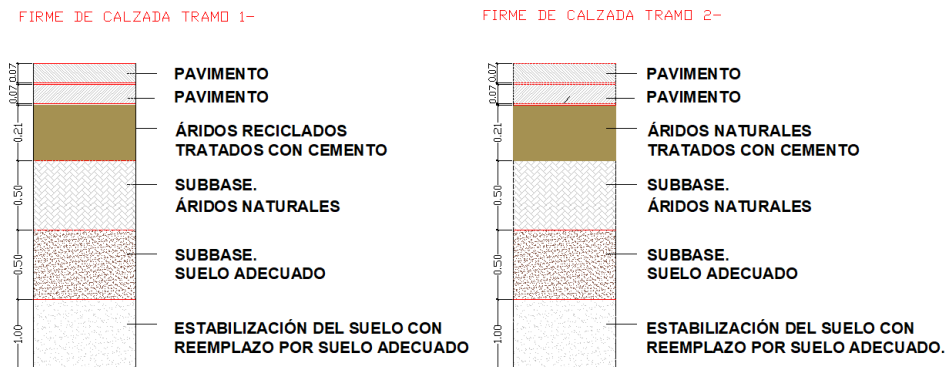 FIRME DE CALZADA TRAMO 1-
0.07
PAVIMENTO
0.07
PAVIMENTO
0.21
ÁRIDOS RECICLADOS
TRATADOS CON CEMENTO
0.50
SUBBASE.
ÁRIDOS NATURALES
0.50
SUBBASE.
SUELO ADECUADO
1.00
ESTABILIZACIÓN DEL SUELO CON
REEMPLAZO POR SUELO ADECUADO
FIRME DE CALZADA TRAMO 2-
0.07
PAVIMENTO
0.07
PAVIMENTO
0.21
ÁRIDOS NATURALES
TRATADOS CON CEMENTO
0.50
SUBBASE.
ÁRIDOS NATURALES
0.50
SUBBASE.
SUELO ADECUADO
1.00
ESTABILIZACIÓN DEL SUELO CON
REEMPLAZO POR SUELO ADECUADO.